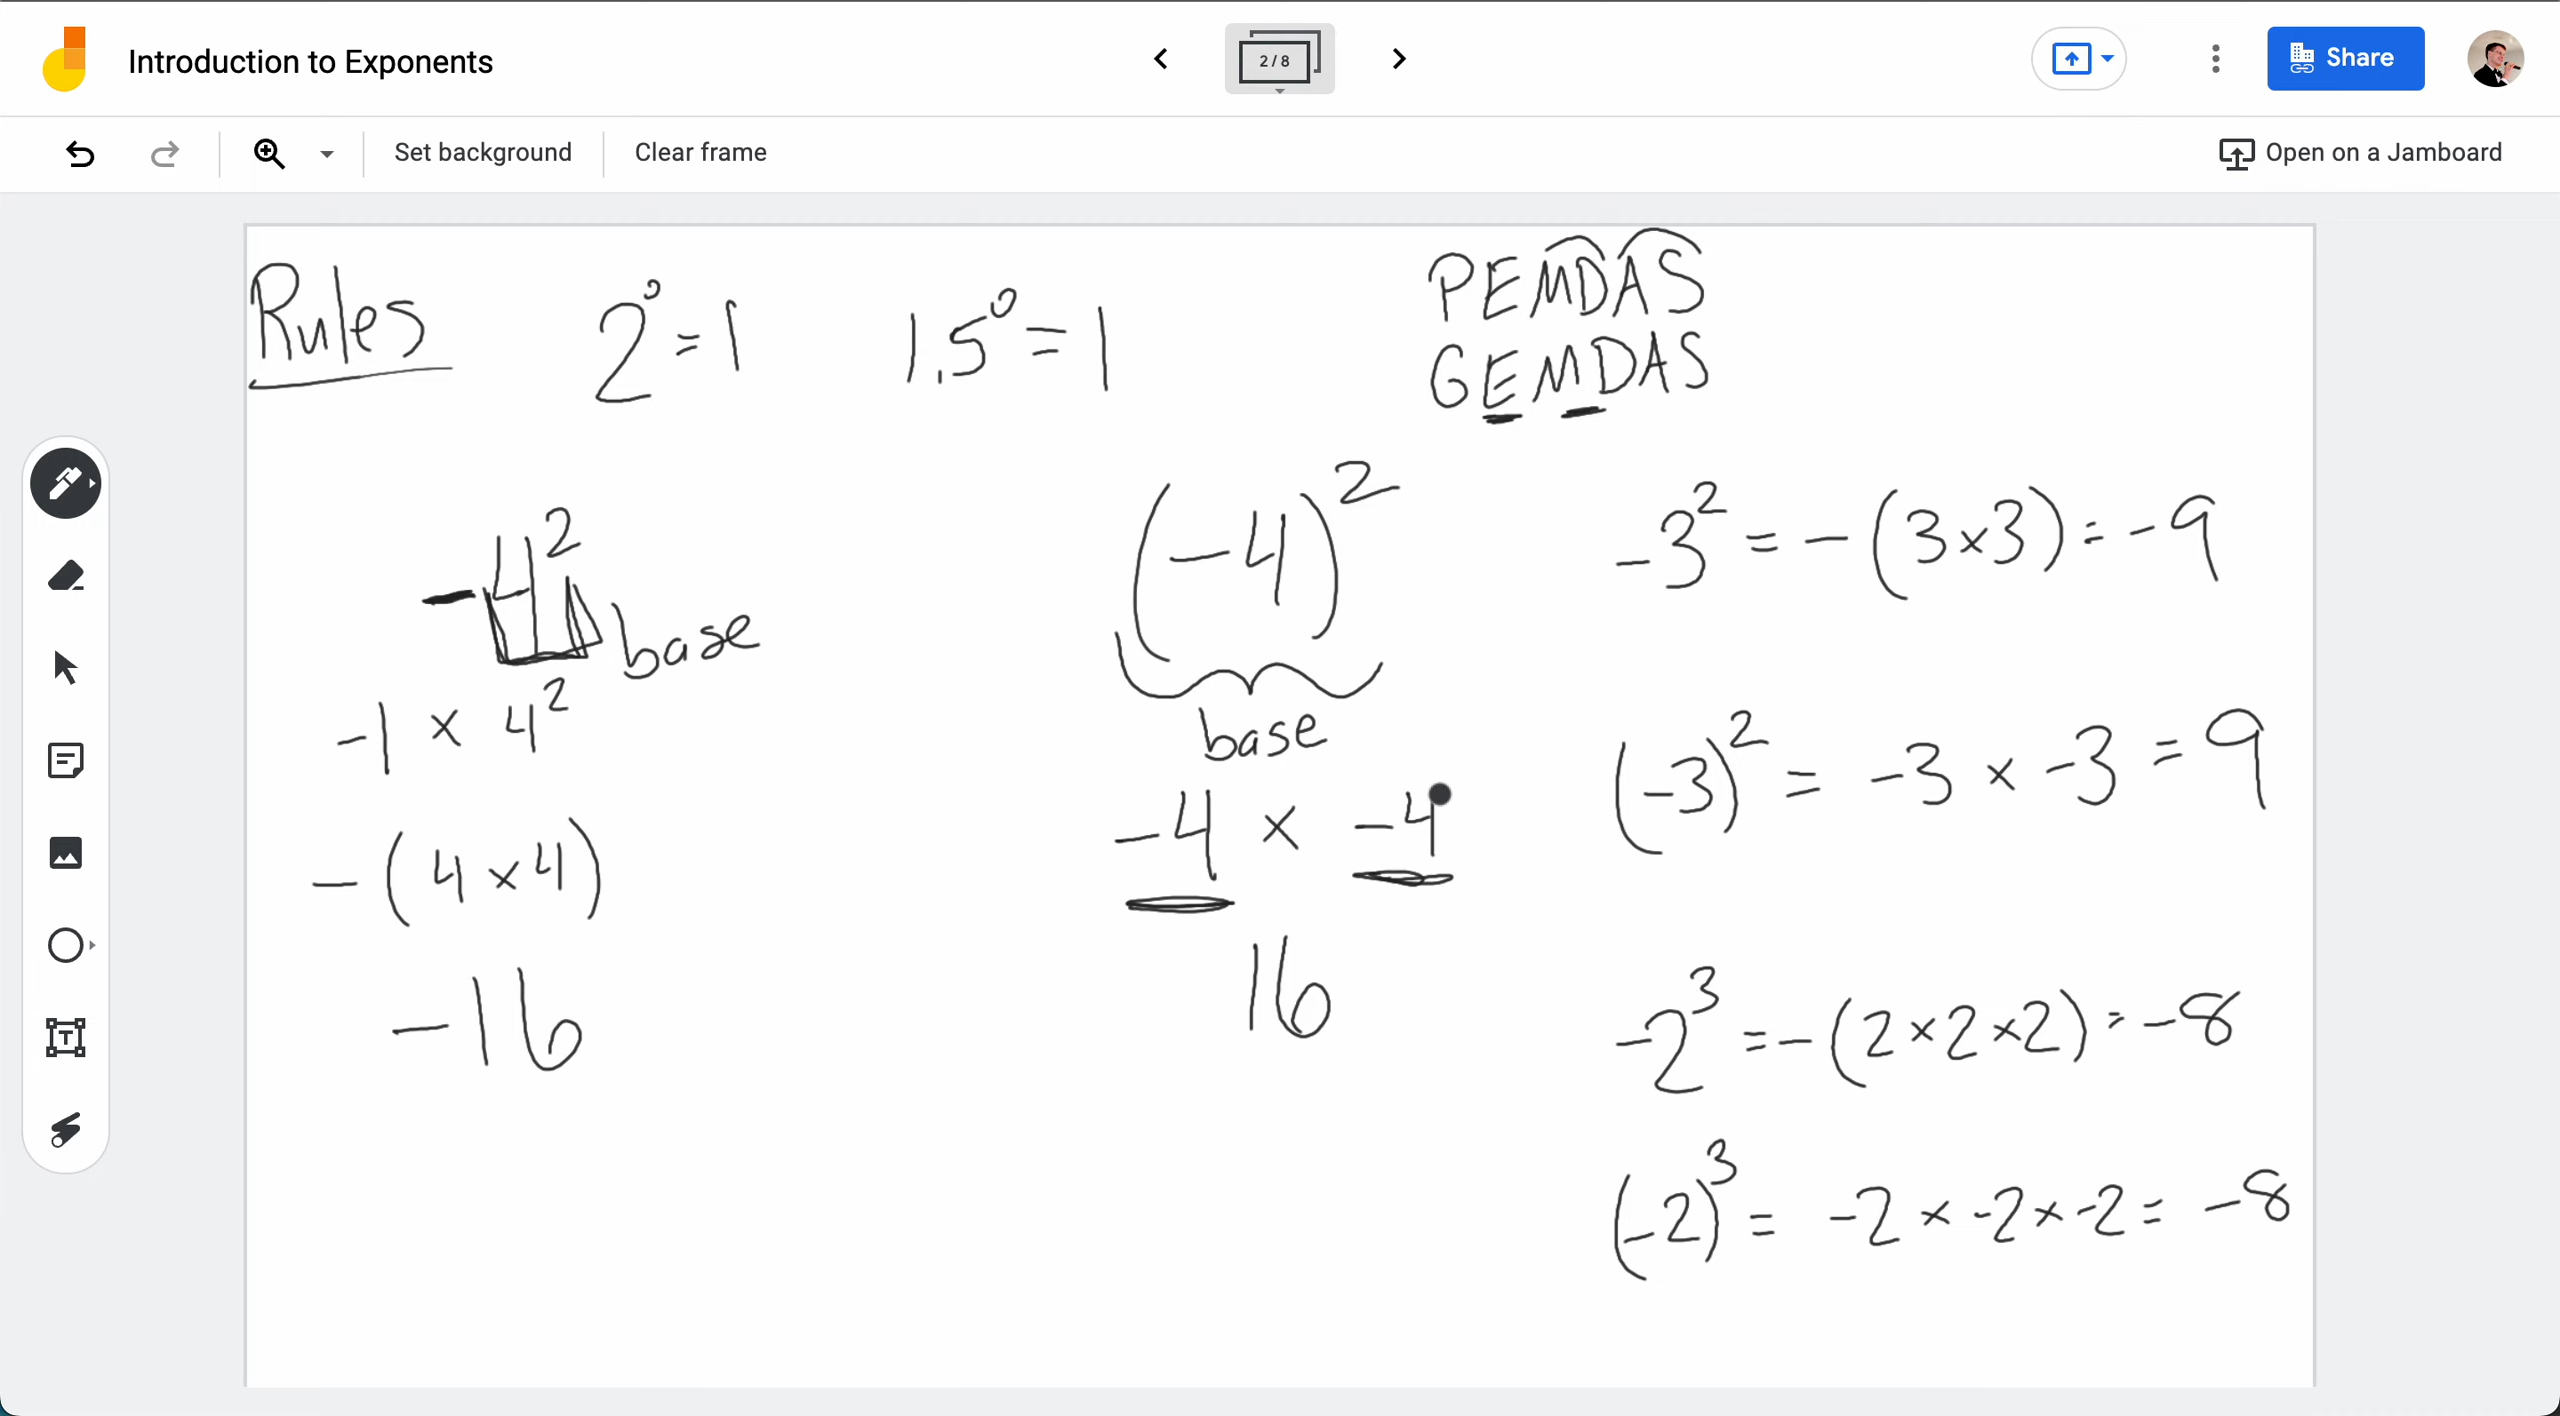 Introduction to Exponents
2 / 8
Share
Set background
Clear frame
Open on a Jamboard
Rules
2⁰ = 1
1.5⁰ = 1
PEMDAS
GEMDAS
-4²
base
-1 × 4²
-(4 × 4)
-16
(-4)²
base
-4 × -4
16
-3² = -(3×3) = -9
(-3)² = -3 × -3 = 9
-2³ = -(2×2×2) = -8
(-2)³ = -2 × -2 × -2 = -8